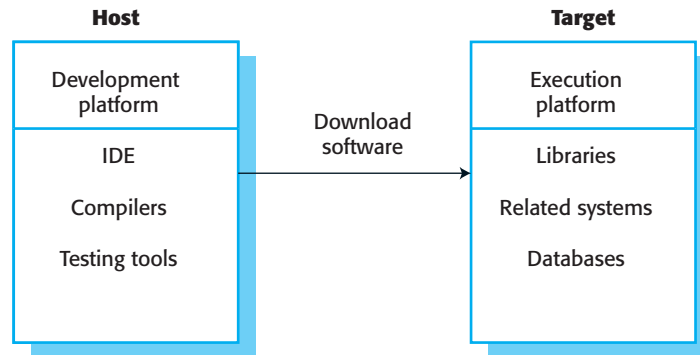 Host
Development
platform
IDE
Compilers
Testing tools
Download
software
Target
Execution
platform
Libraries
Related systems
Databases